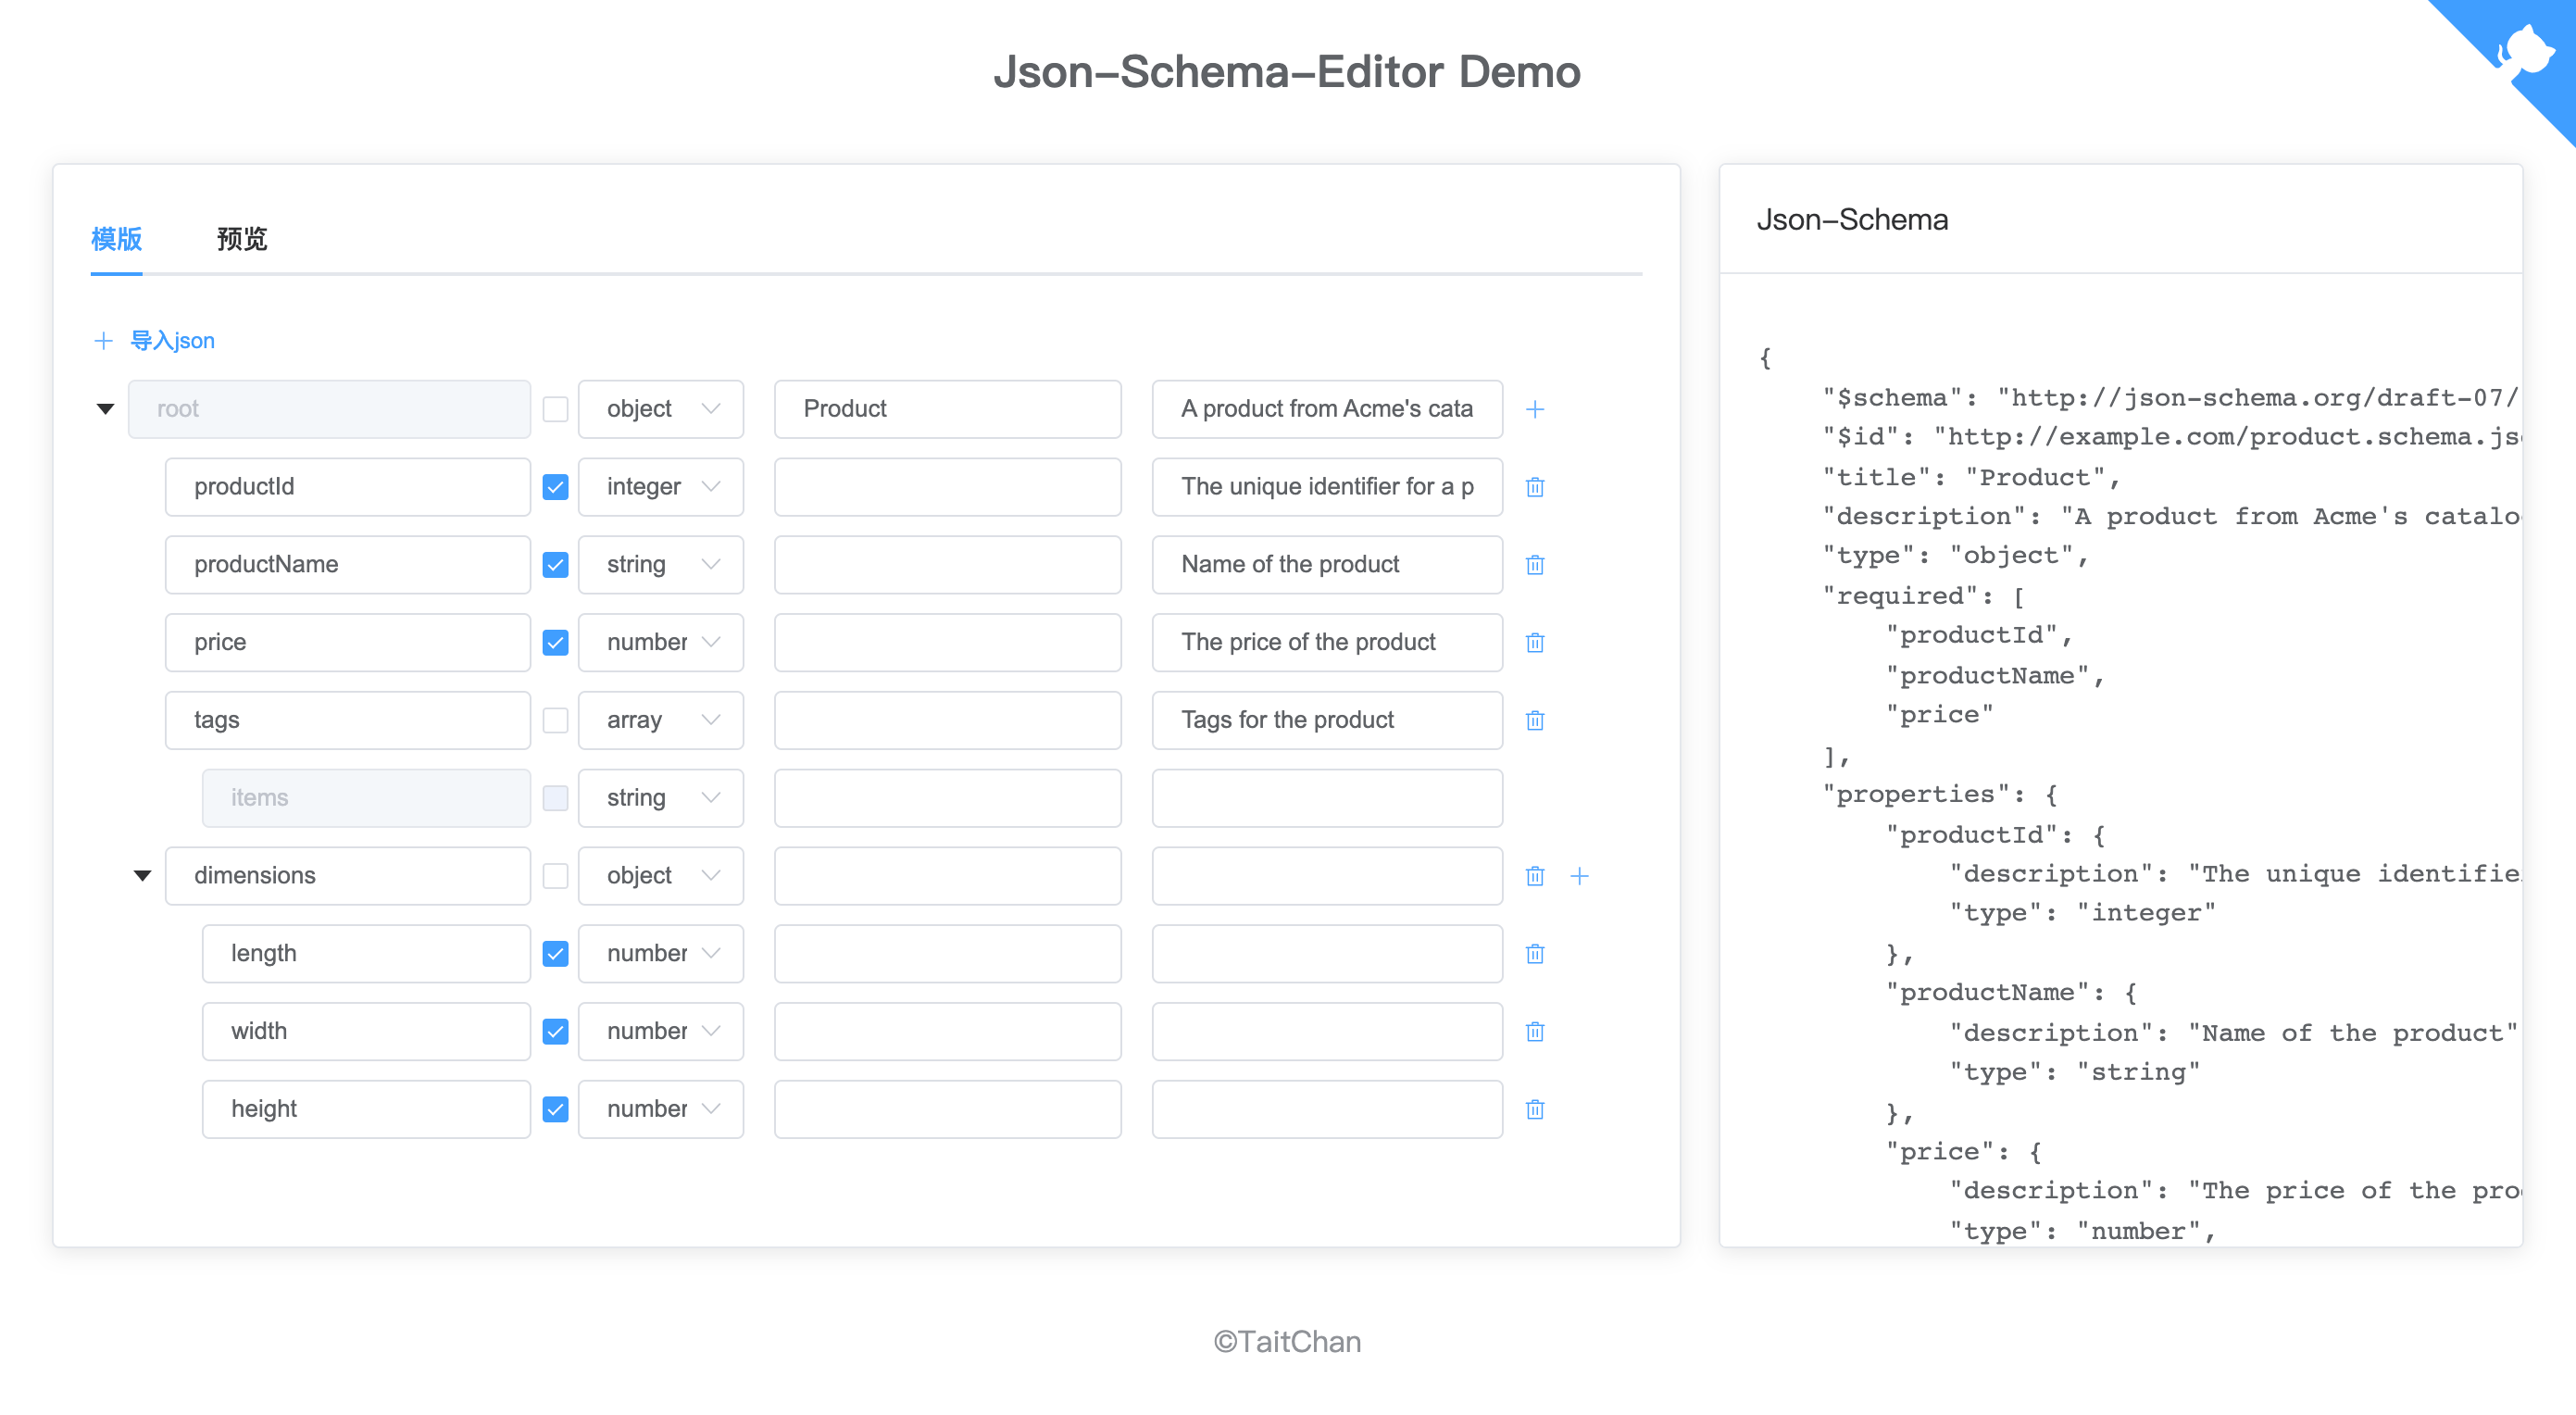 Json-Schema-Editor Demo
模版 预览
导入json
root object Product A product from Acme's cata
productId integer The unique identifier for a p
productName string Name of the product
price number The price of the product
tags array Tags for the product
items string
dimensions object
length number
width number
height number
Json-Schema
{
"$schema": "http://json-schema.org/draft-07/
"$id": "http://example.com/product.schema.js
"title": "Product",
"description": "A product from Acme's catalo
"type": "object",
"required": [
"productId",
"productName",
"price"
],
"properties": {
"productId": {
"description": "The unique identifie
"type": "integer"
},
"productName": {
"description": "Name of the product"
"type": "string"
},
"price": {
"description": "The price of the pro
"type": "number",
©TaitChan